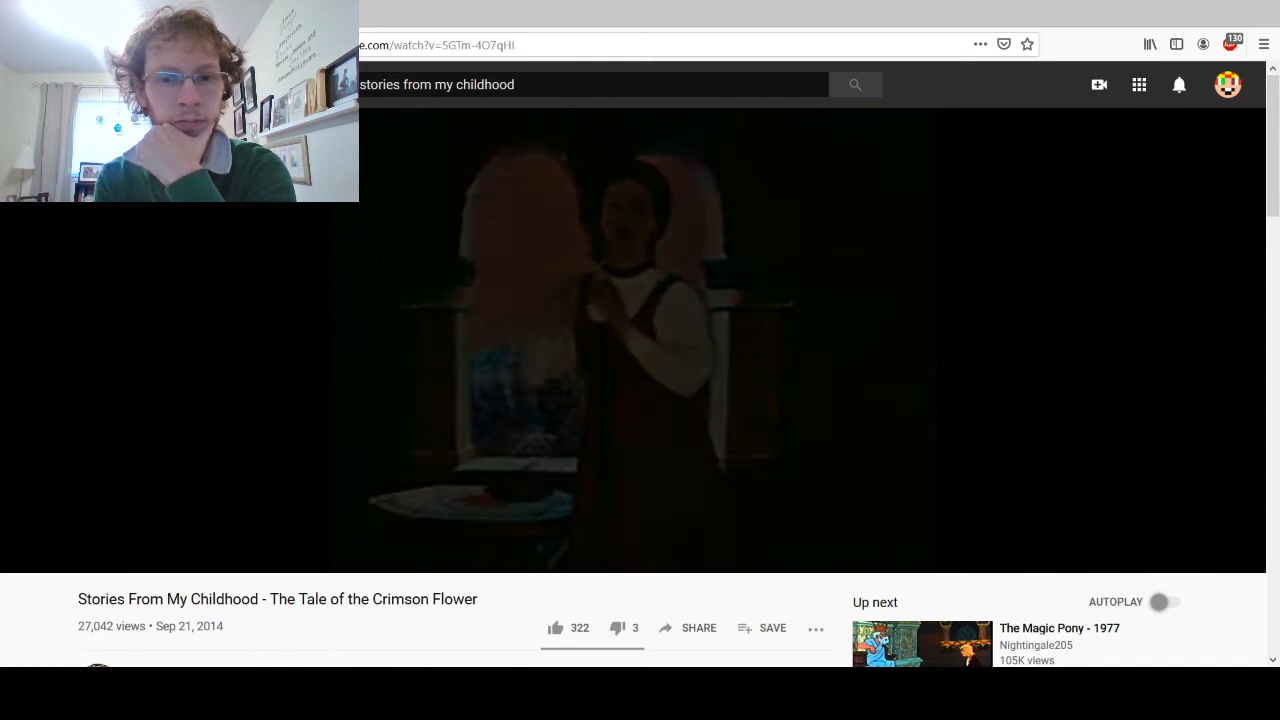 130
e.com/watch?v=5GTm-4O7qHI
stories from my childhood
Stories From My Childhood - The Tale of the Crimson Flower
27,042 views • Sep 21, 2014
322
3
SHARE
SAVE
Up next
AUTOPLAY
The Magic Pony - 1977
Nightingale205
105K views